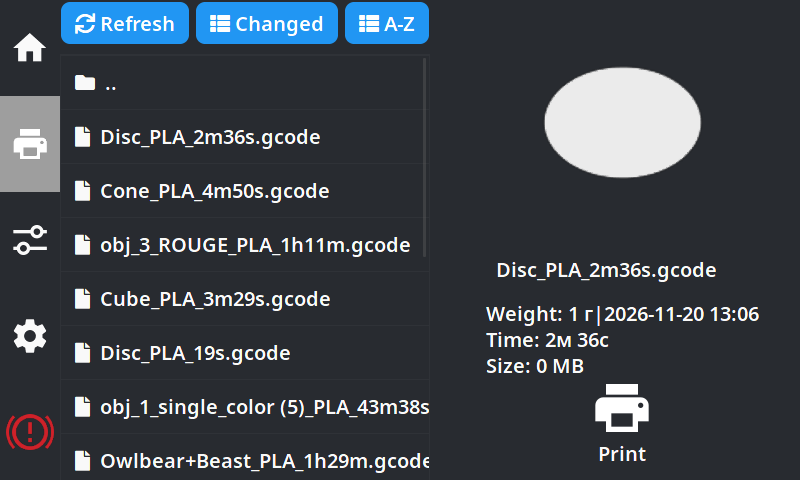 Refresh
Changed
A-Z
..
Disc_PLA_2m36s.gcode
Cone_PLA_4m50s.gcode
obj_3_ROUGE_PLA_1h11m.gcode
Cube_PLA_3m29s.gcode
Disc_PLA_19s.gcode
obj_1_single_color (5)_PLA_43m38s
Owlbear+Beast_PLA_1h29m.gcode
Disc_PLA_2m36s.gcode
Weight: 1 г|2026-11-20 13:06
Time: 2м 36с
Size: 0 MB
Print